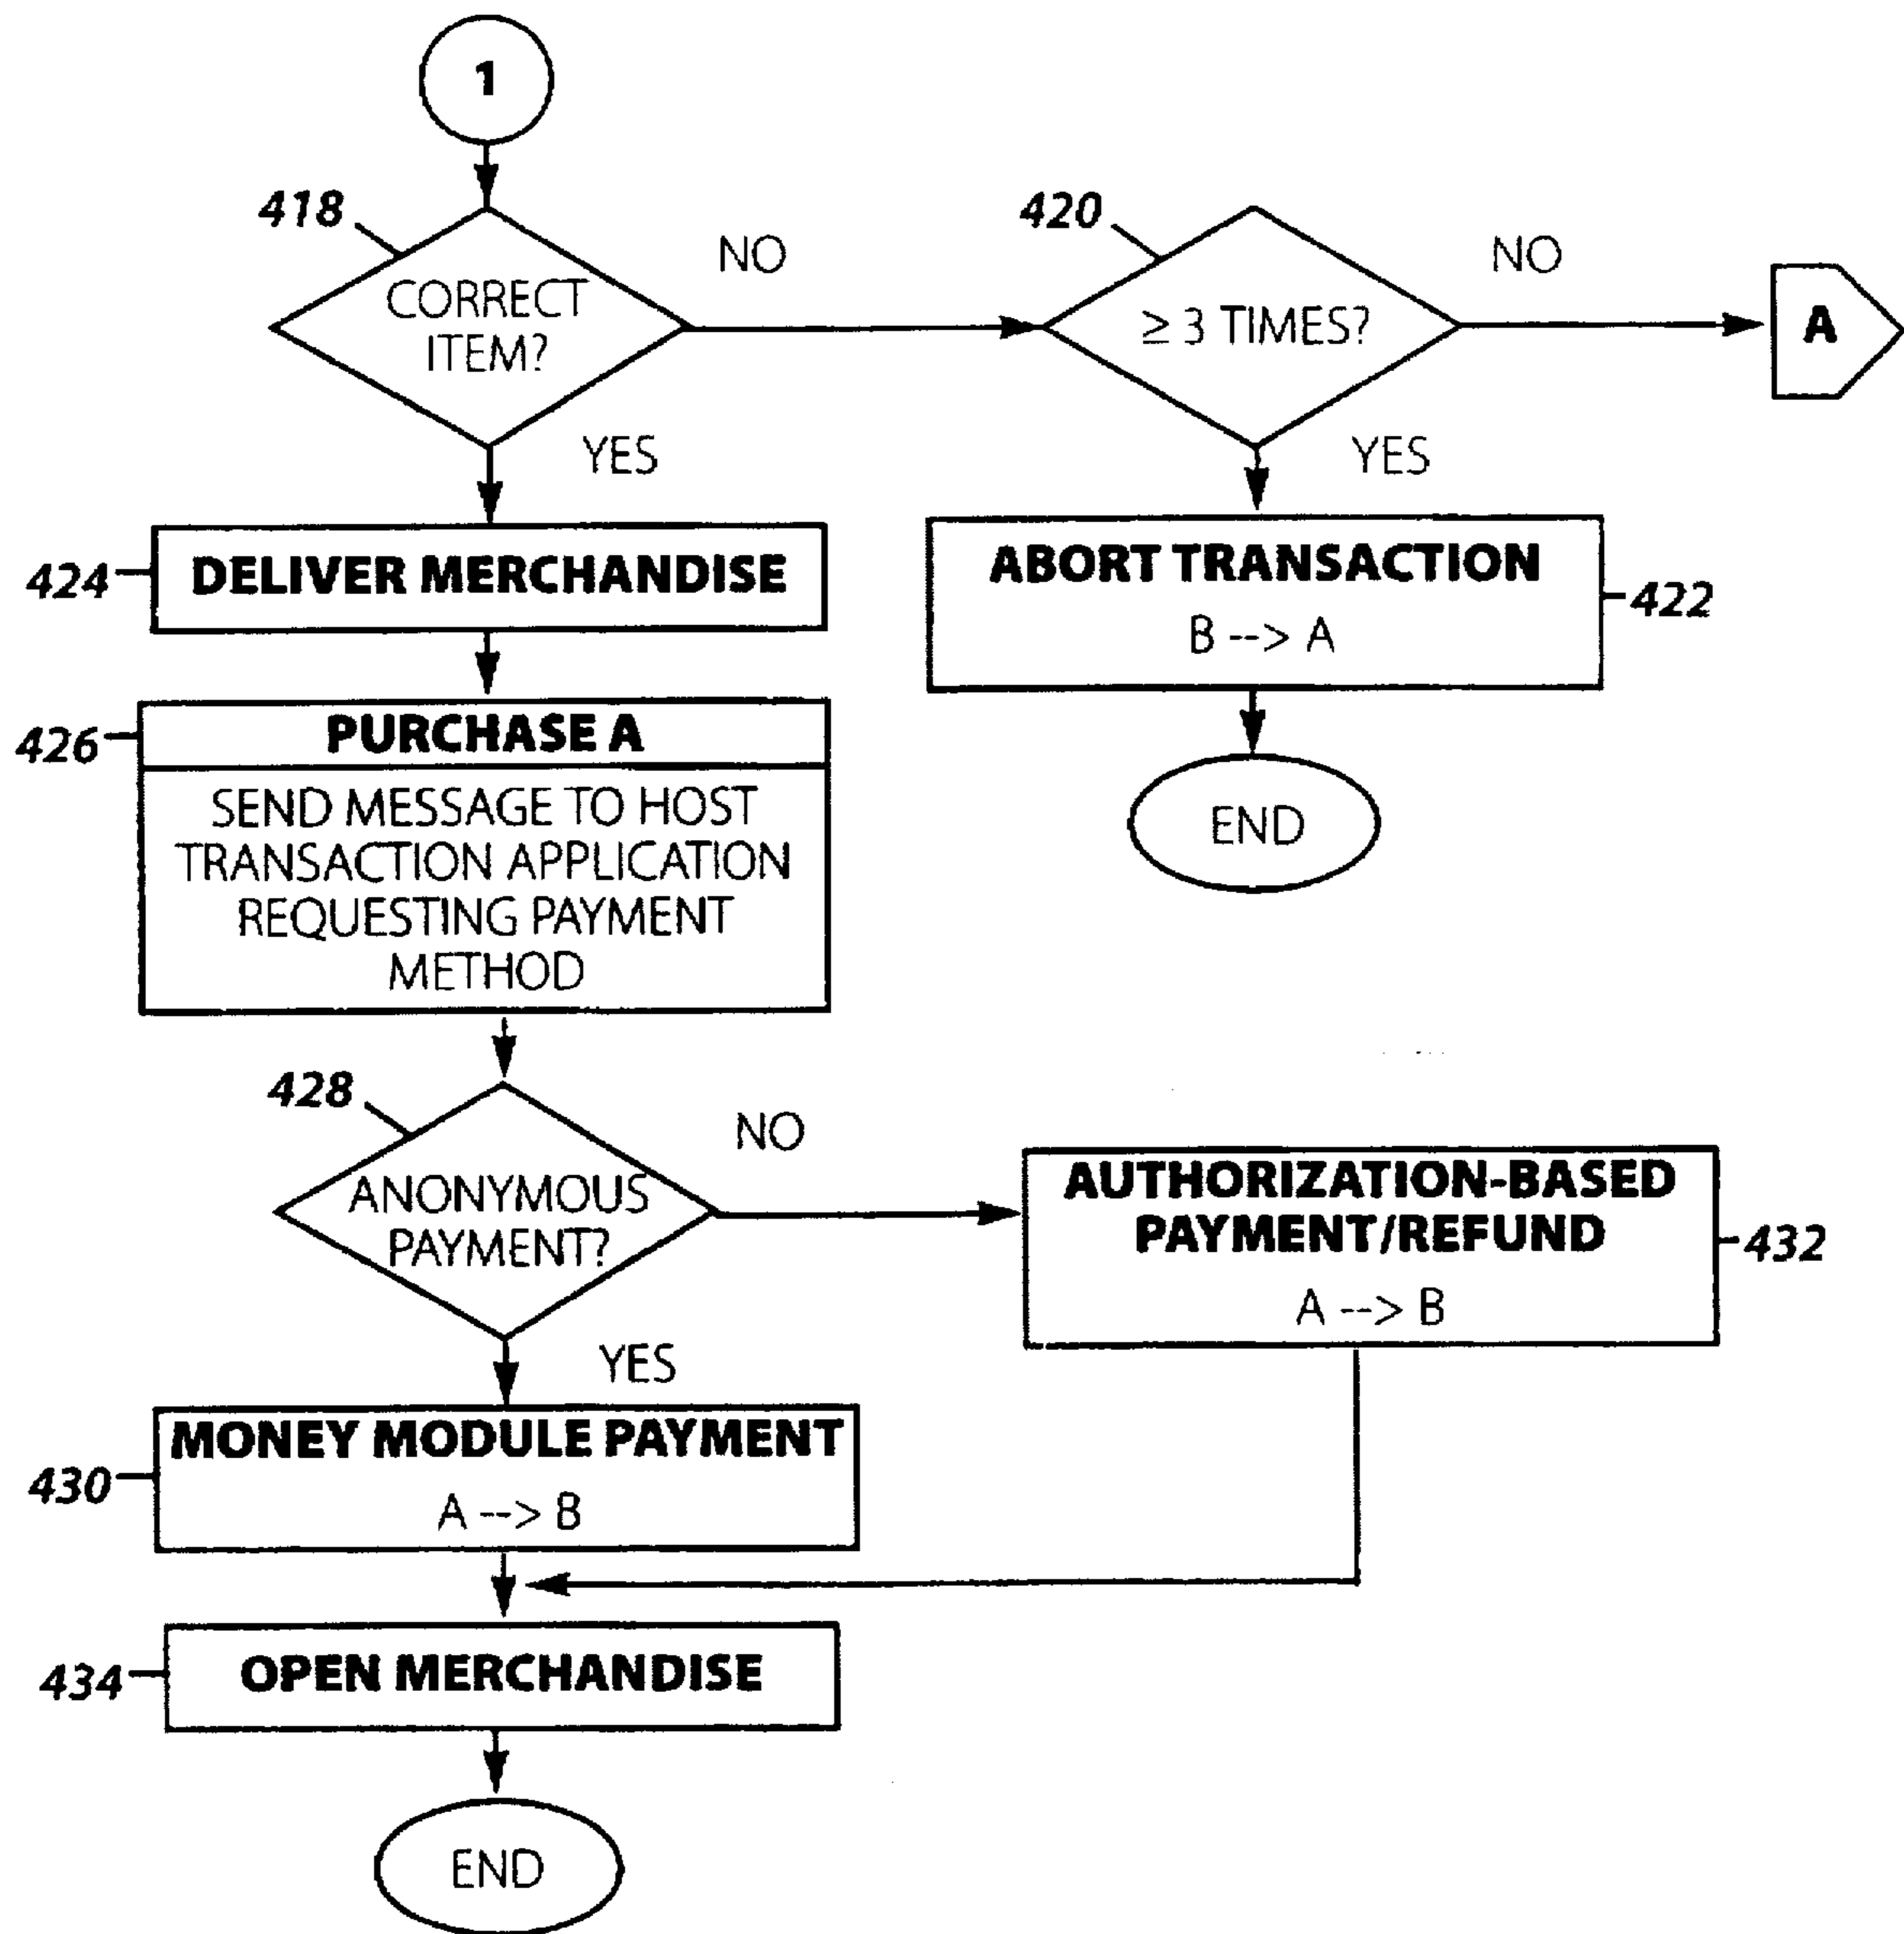 1
418
CORRECT
ITEM?
NO
420
≥ 3 TIMES?
NO
A
YES
YES
424
DELIVER MERCHANDISE
ABORT TRANSACTION
B --> A
422
426
PURCHASE A
SEND MESSAGE TO HOST
TRANSACTION APPLICATION
REQUESTING PAYMENT
METHOD
END
428
ANONYMOUS
PAYMENT?
NO
AUTHORIZATION-BASED
PAYMENT/REFUND
A --> B
432
YES
430
MONEY MODULE PAYMENT
A --> B
434
OPEN MERCHANDISE
END